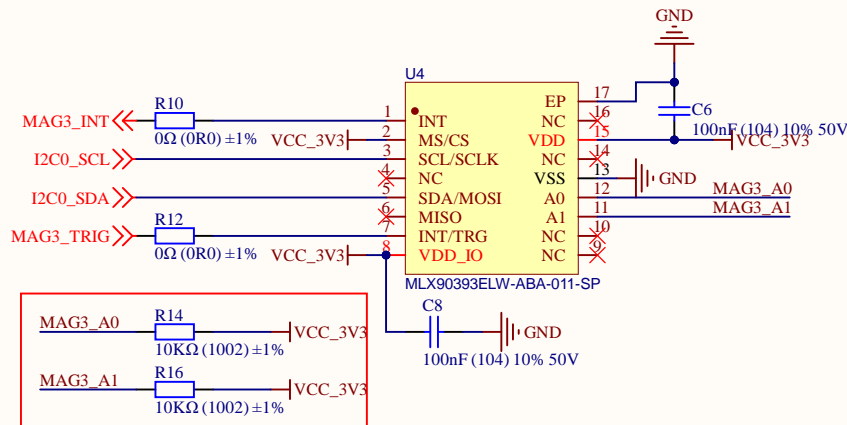 GND
U4
R10
MAG3_INT
0Ω (0R0) ±1%
1
INT
EP
17
NC
16
C6
100nF (104) 10% 50V
VCC_3V3
2
MS/CS
VDD
15
VCC_3V3
I2C0_SCL
3
SCL/SCLK
NC
14
4
NC
VSS
13
GND
I2C0_SDA
5
SDA/MOSI
A0
12
MAG3_A0
6
MISO
A1
11
MAG3_A1
R12
MAG3_TRIG
0Ω (0R0) ±1%
7
INT/TRG
NC
10
VCC_3V3
8
VDD_IO
NC
9
MLX90393ELW-ABA-011-SP
C8
GND
100nF (104) 10% 50V
MAG3_A0
R14
VCC_3V3
10KΩ (1002) ±1%
MAG3_A1
R16
VCC_3V3
10KΩ (1002) ±1%